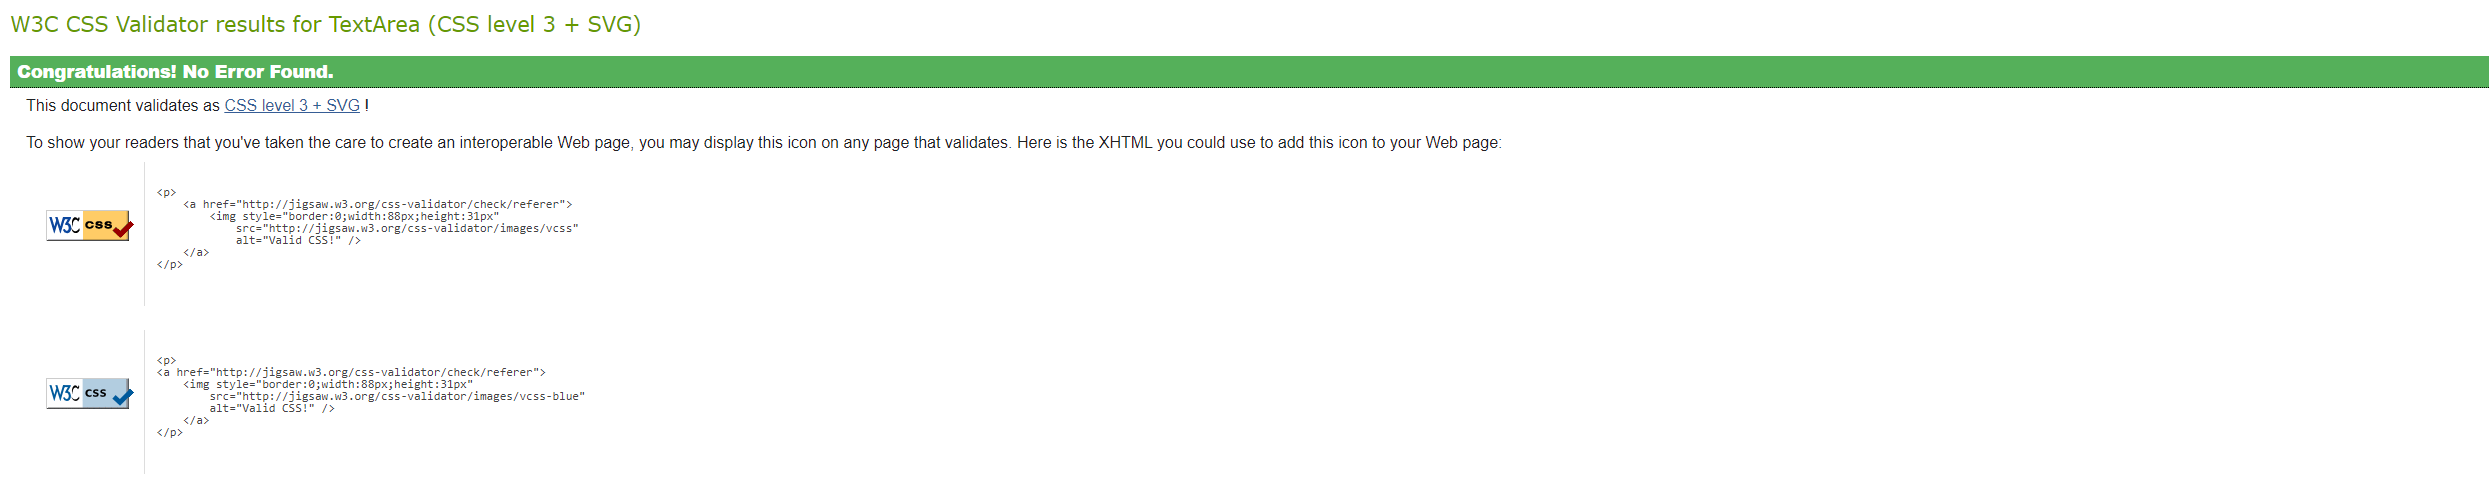 W3C CSS Validator results for TextArea (CSS level 3 + SVG)
Congratulations! No Error Found.
This document validates as CSS level 3 + SVG !
To show your readers that you've taken the care to create an interoperable Web page, you may display this icon on any page that validates. Here is the XHTML you could use to add this icon to your Web page:
W3C css
<p>
    <a href="http://jigsaw.w3.org/css-validator/check/referer">
        <img style="border:0;width:88px;height:31px"
            src="http://jigsaw.w3.org/css-validator/images/vcss"
            alt="Valid CSS!" />
    </a>
</p>
W3C css
<p>
<a href="http://jigsaw.w3.org/css-validator/check/referer">
    <img style="border:0;width:88px;height:31px"
        src="http://jigsaw.w3.org/css-validator/images/vcss-blue"
        alt="Valid CSS!" />
    </a>
</p>